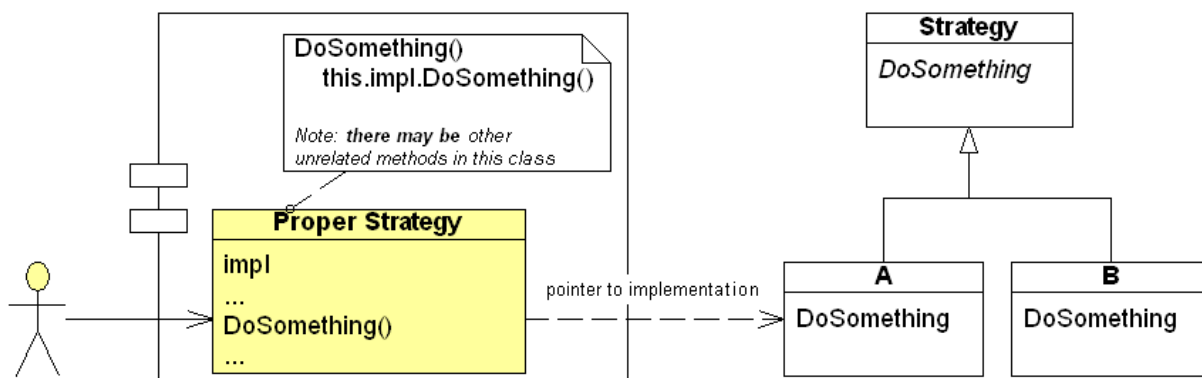 DoSomething()
this.impl.DoSomething()
Note: there may be other
unrelated methods in this class
Proper Strategy
impl
...
DoSomething()
...
pointer to implementation
Strategy
DoSomething
A
DoSomething
B
DoSomething